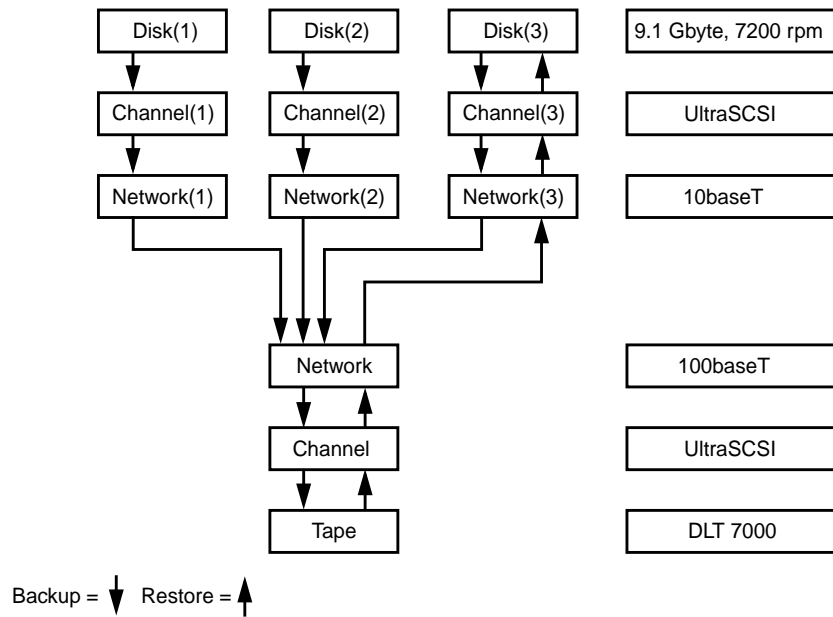 Disk(1) Disk(2) Disk(3) 9.1 Gbyte, 7200 rpm
Channel(1) Channel(2) Channel(3) UltraSCSI
Network(1) Network(2) Network(3) 10baseT
Network 100baseT
Channel UltraSCSI
Tape DLT 7000
Backup = Restore =